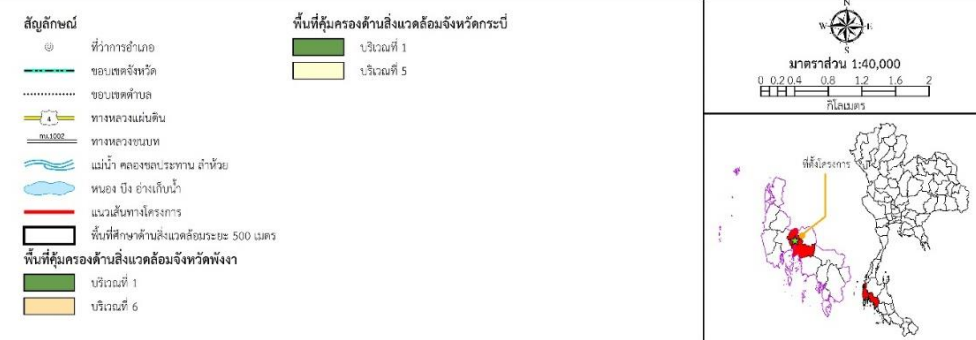 สัญลักษณ์
ที่ว่าการอำเภอ
ขอบเขตจังหวัด
ขอบเขตตำบล
4 ทางหลวงแผ่นดิน
ทางหลวงชนบท
แม่น้ำ คลองชลประทาน ลำห้วย
หนอง บึง อ่างเก็บน้ำ
แนวเส้นทางโครงการ
พื้นที่ศึกษาด้านสิ่งแวดล้อมระยะ 500 เมตร
พื้นที่คุ้มครองด้านสิ่งแวดล้อมจังหวัดพังงา
บริเวณที่ 1
บริเวณที่ 6
พื้นที่คุ้มครองด้านสิ่งแวดล้อมจังหวัดกระบี่
บริเวณที่ 1
บริเวณที่ 5
N
W E
S
มาตราส่วน 1:40,000
0 0.2 0.4 0.8 1.2 1.6 2
กิโลเมตร
ที่ตั้งโครงการ